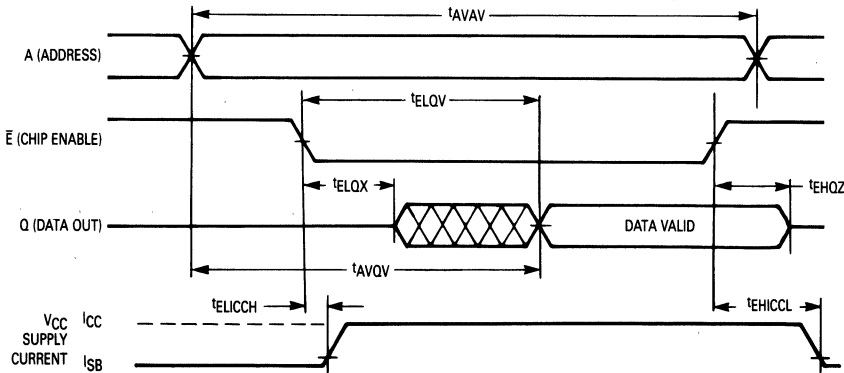 tAVAV
A (ADDRESS)
tELQV
E̅ (CHIP ENABLE)
tELQX
tEHQZ
Q (DATA OUT)
DATA VALID
tAVQV
tELICCH
tEHICCL
VCC ICC
SUPPLY
CURRENT ISB